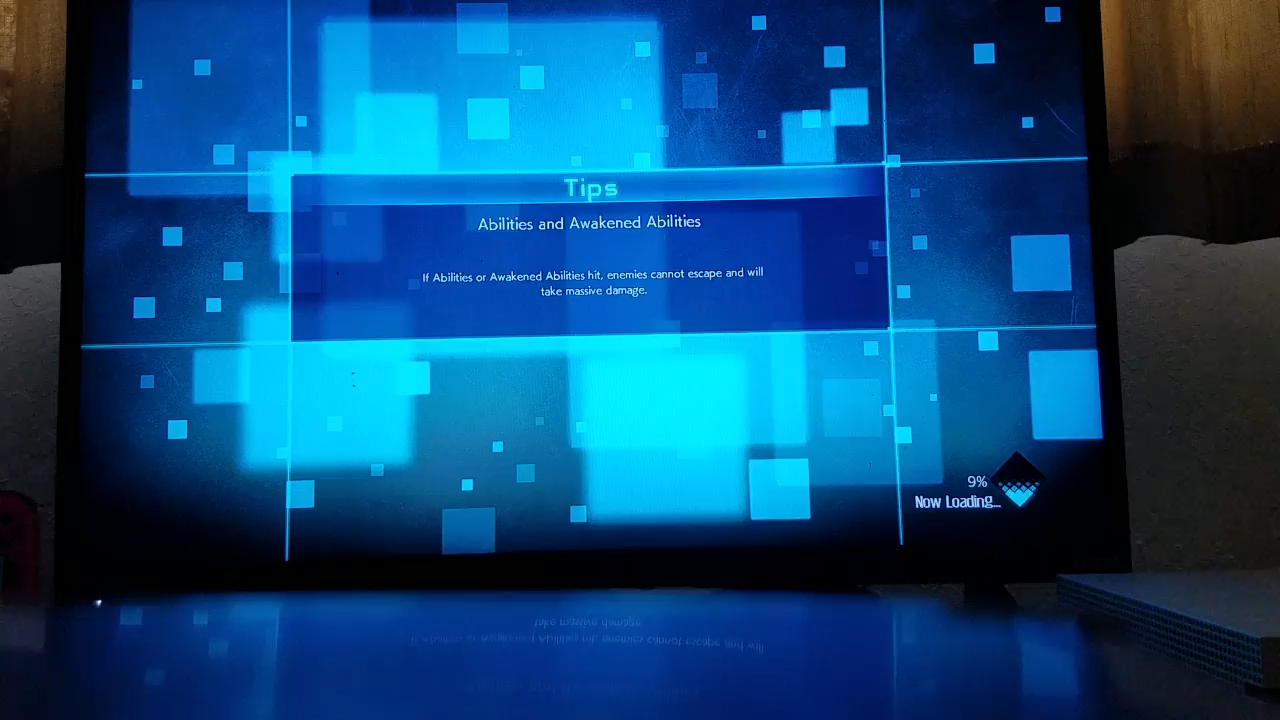 Tips
Abilities and Awakened Abilities
If Abilities or Awakened Abilities hit, enemies cannot escape and will
take massive damage.
9%
Now Loading...